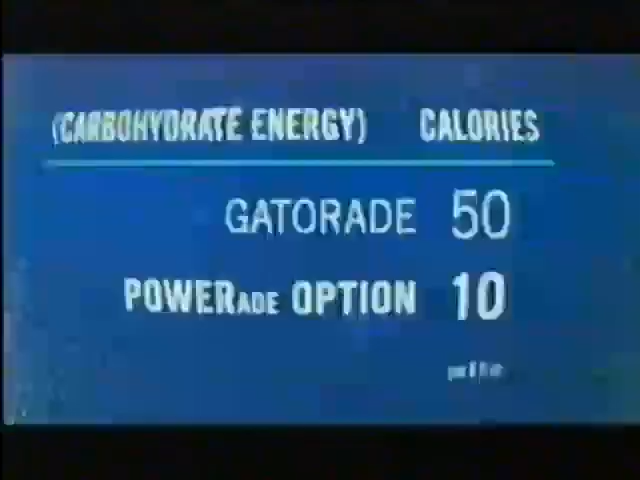 (CARBOHYDRATE ENERGY) CALORIES
GATORADE 50
POWERADE OPTION 10